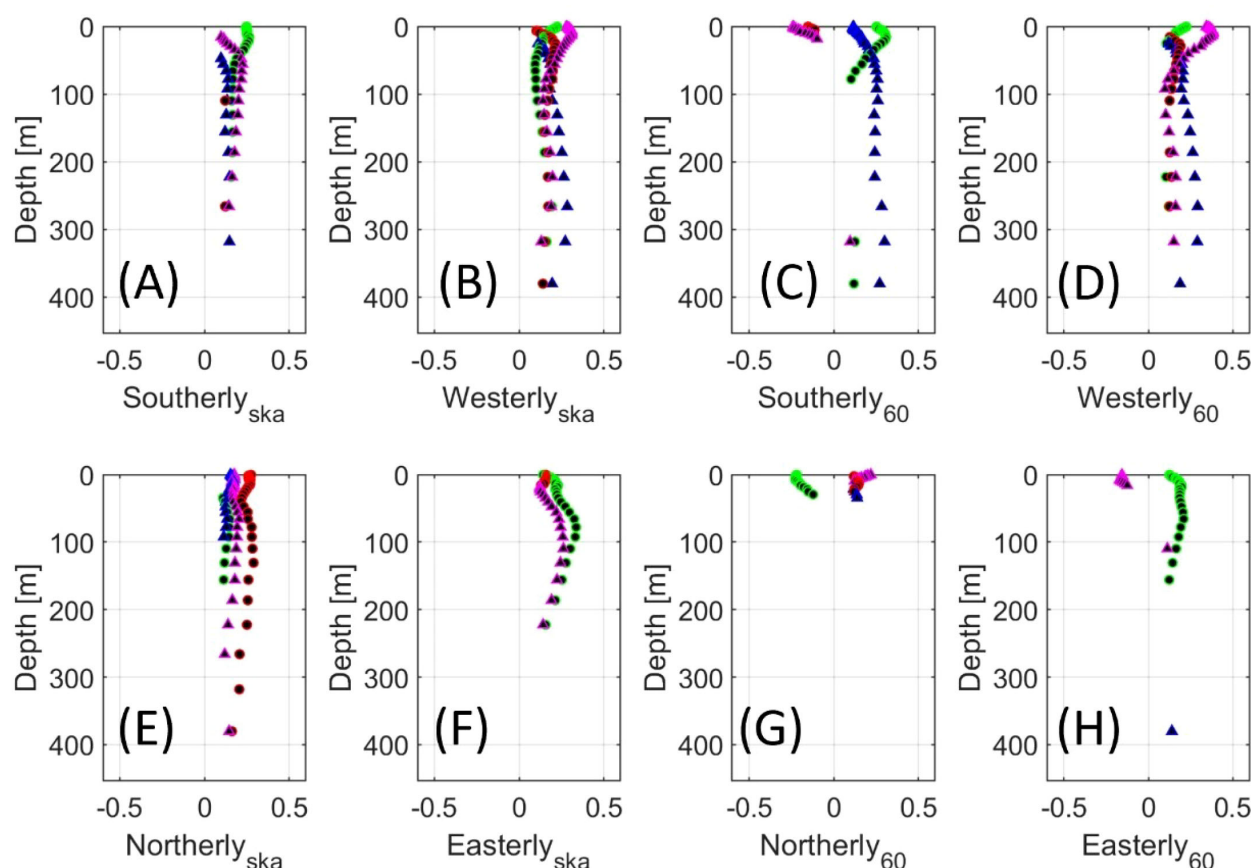 0
100
200
300
400
Depth [m]
(A)
-0.5 0 0.5
Southerly_ska
0
100
200
300
400
Depth [m]
(B)
-0.5 0 0.5
Westerly_ska
0
100
200
300
400
Depth [m]
(C)
-0.5 0 0.5
Southerly_60
0
100
200
300
400
Depth [m]
(D)
-0.5 0 0.5
Westerly_60
0
100
200
300
400
Depth [m]
(E)
-0.5 0 0.5
Northerly_ska
0
100
200
300
400
Depth [m]
(F)
-0.5 0 0.5
Easterly_ska
0
100
200
300
400
Depth [m]
(G)
-0.5 0 0.5
Northerly_60
0
100
200
300
400
Depth [m]
(H)
-0.5 0 0.5
Easterly_60